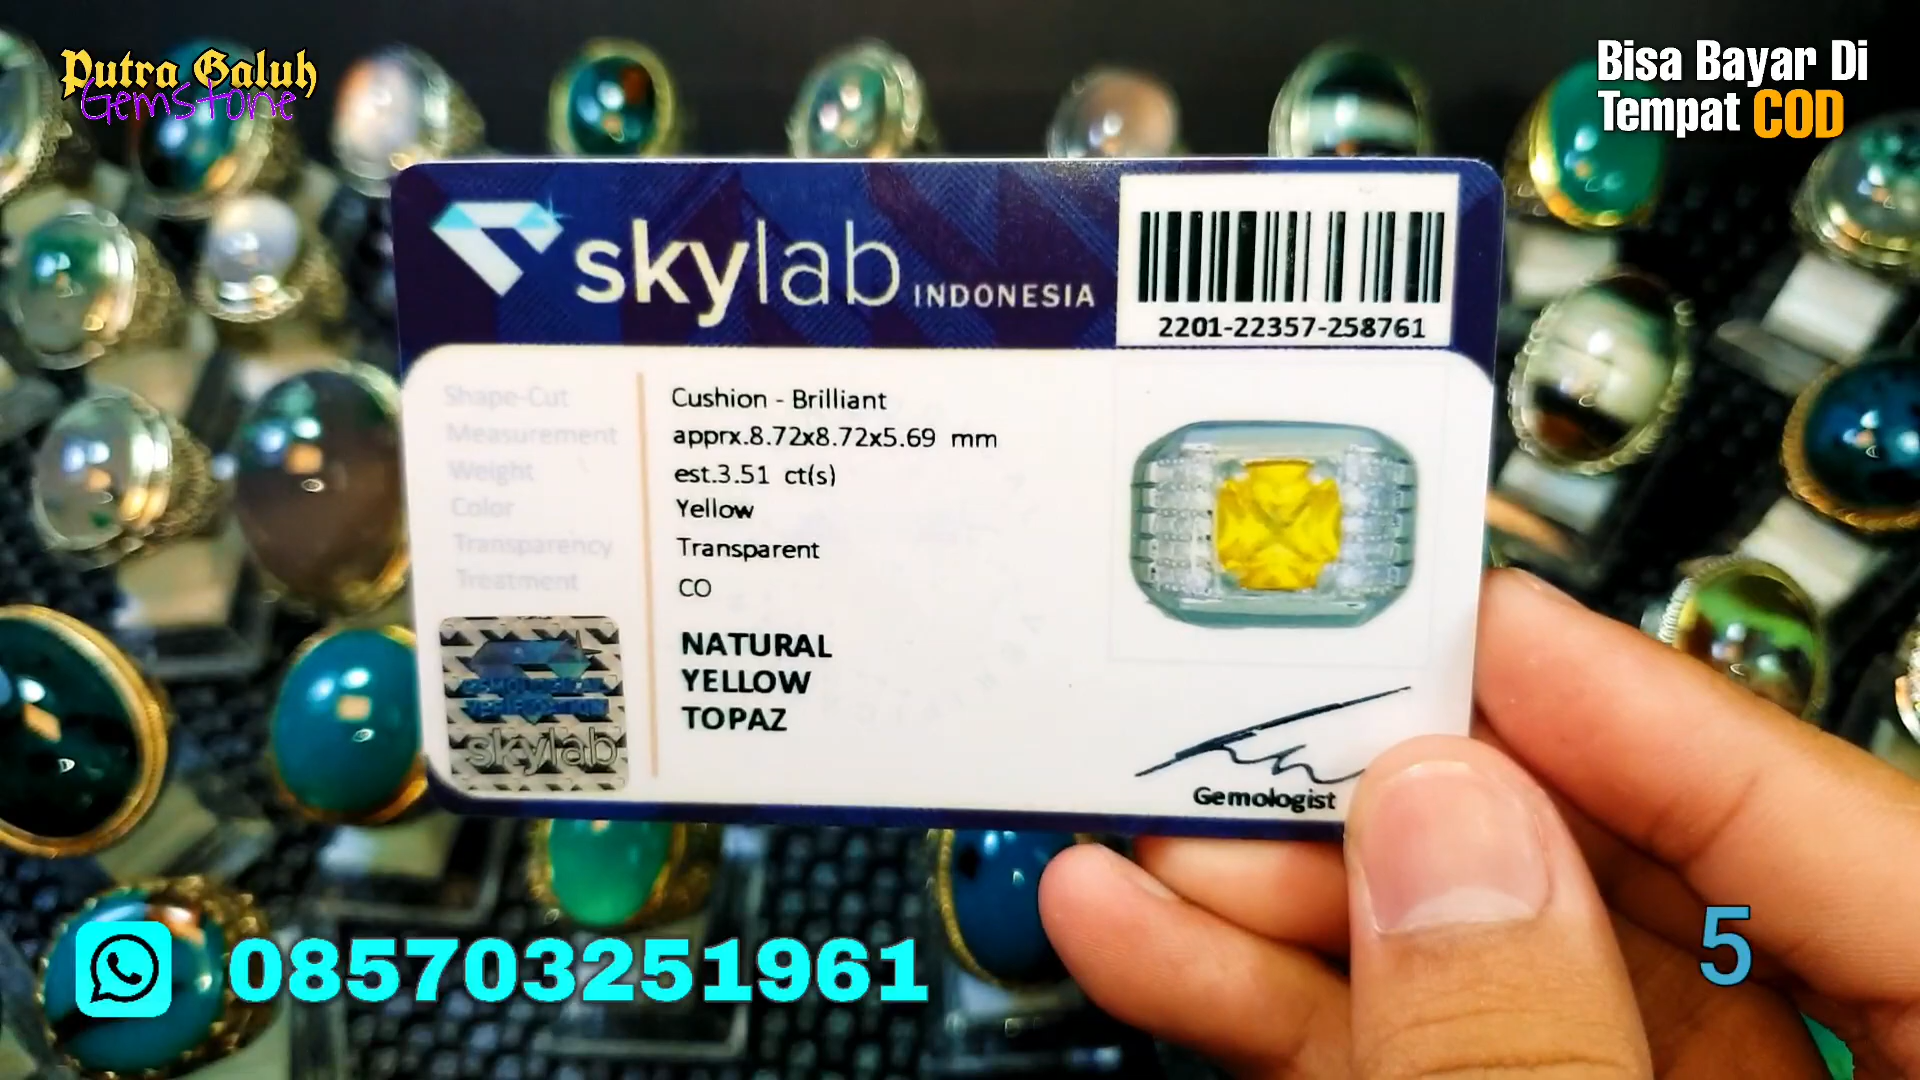 Putra Galuh
Gemstone
Bisa Bayar Di
Tempat COD
skylab INDONESIA
2201-22357-258761
Shape-Cut Cushion - Brilliant
Measurement apprx.8.72x8.72x5.69 mm
Weight est.3.51 ct(s)
Color Yellow
Transparency Transparent
Treatment CO
NATURAL
YELLOW
TOPAZ
skylab
Gemologist
085703251961
5